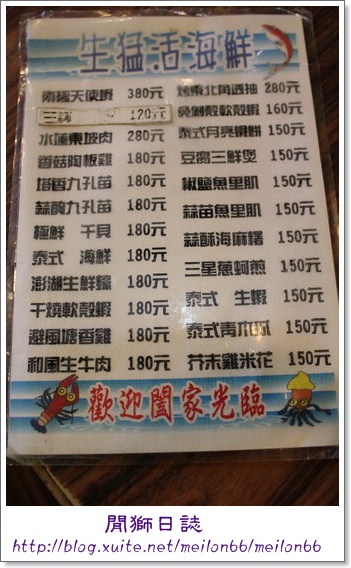 生猛活海鮮
南極天使蝦 380元
三杯 120元
水蓮東坡肉 280元
香菇陶板雞 180元
塔香九孔苗 180元
蒜醃九孔苗 180元
極鮮 干貝 180元
泰式 海鮮 180元
澎湖生鮮蠔 180元
干燒軟殼蝦 180元
避風塘香雞 180元
和風生牛肉 180元
烤東北角透抽 280元
魚俐殼軟殼蝦 160元
泰式月亮蝦餅 150元
豆腐三鮮煲 150元
椒鹽魚里肌 150元
蒜苗魚里肌 150元
蒜酥海麻糬 150元
三星蔥蚵煎 150元
泰式 生蝦 150元
泰式青木瓜 150元
芥末雞米花 150元
歡迎闔家光臨
閒獅日誌
http://blog.xuite.net/meilon66/meilon66